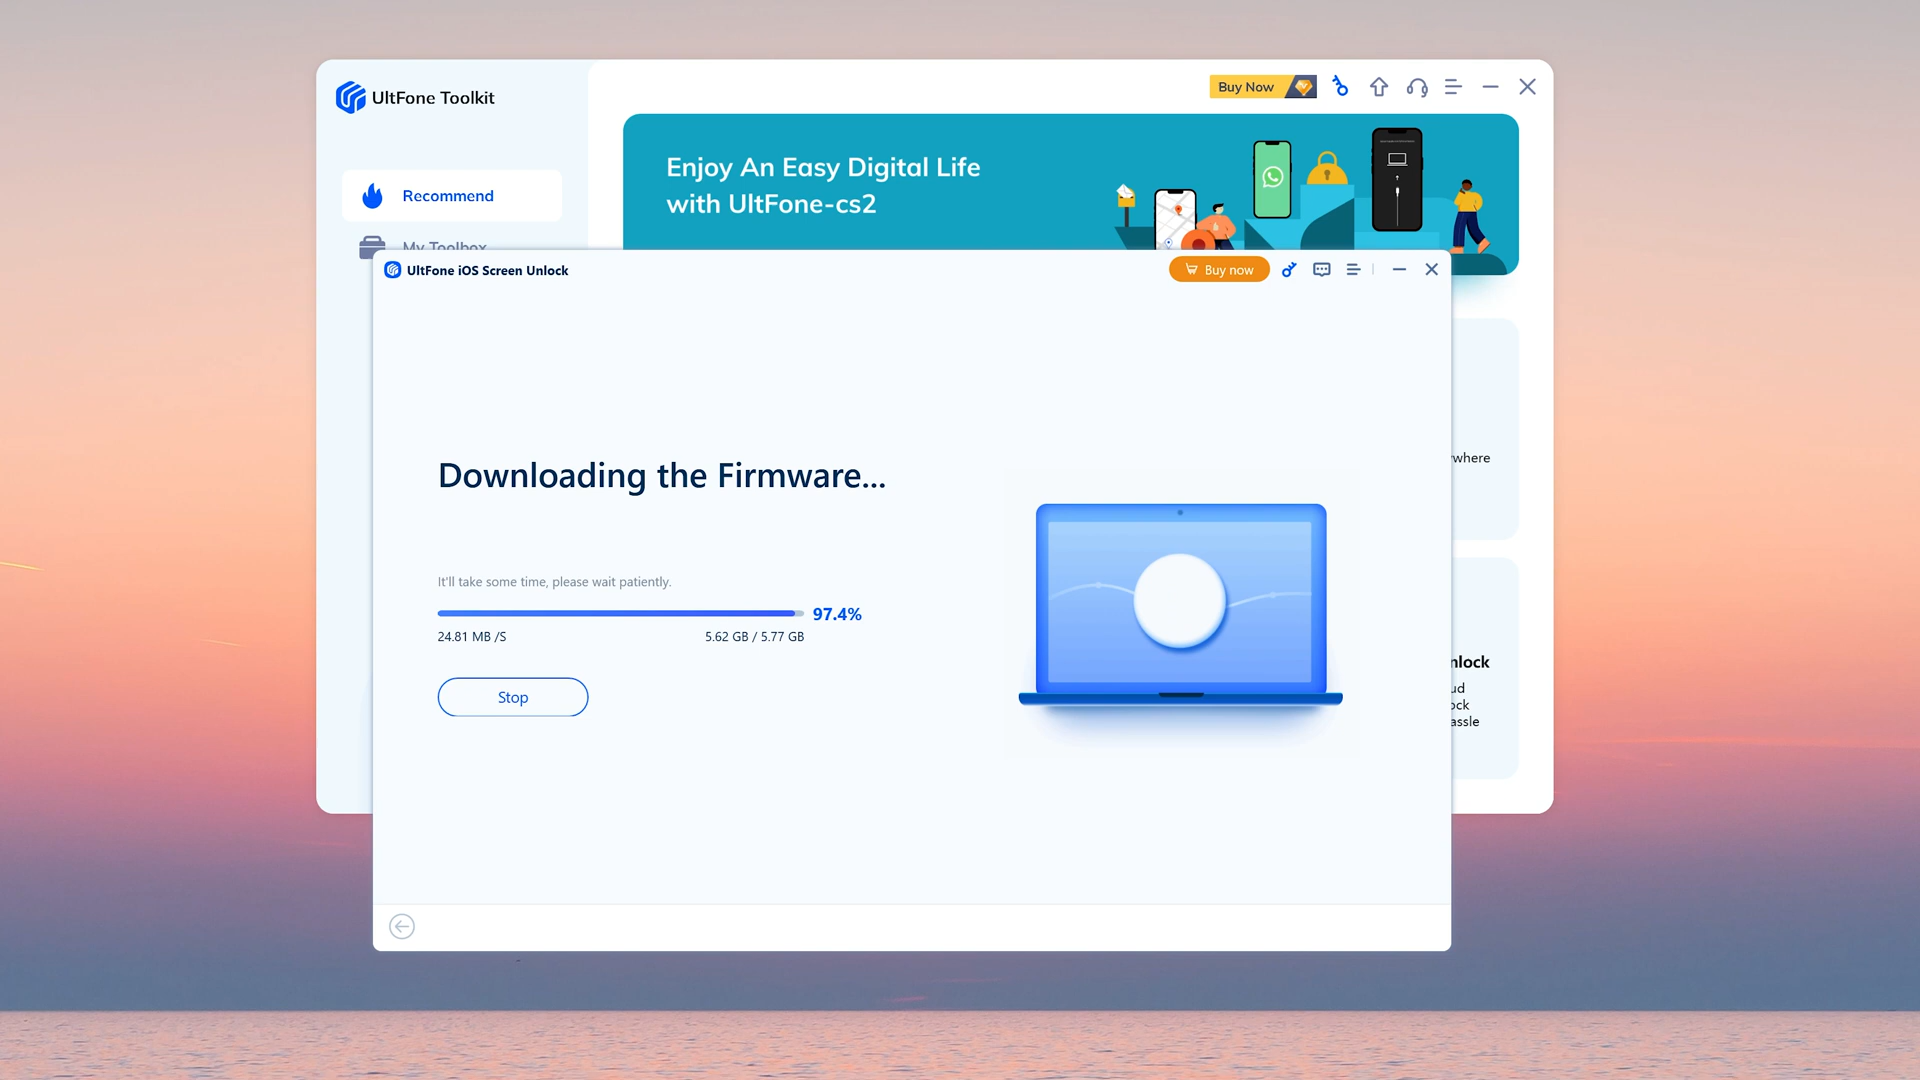 UltFone Toolkit
Buy Now
Recommend
My Toolbox
Enjoy An Easy Digital Life
with UltFone-cs2
UltFone iOS Screen Unlock
Buy now
Downloading the Firmware...
It'll take some time, please wait patiently.
97.4%
24.81 MB /S
5.62 GB / 5.77 GB
Stop
where
nlock
ud
ock
assle